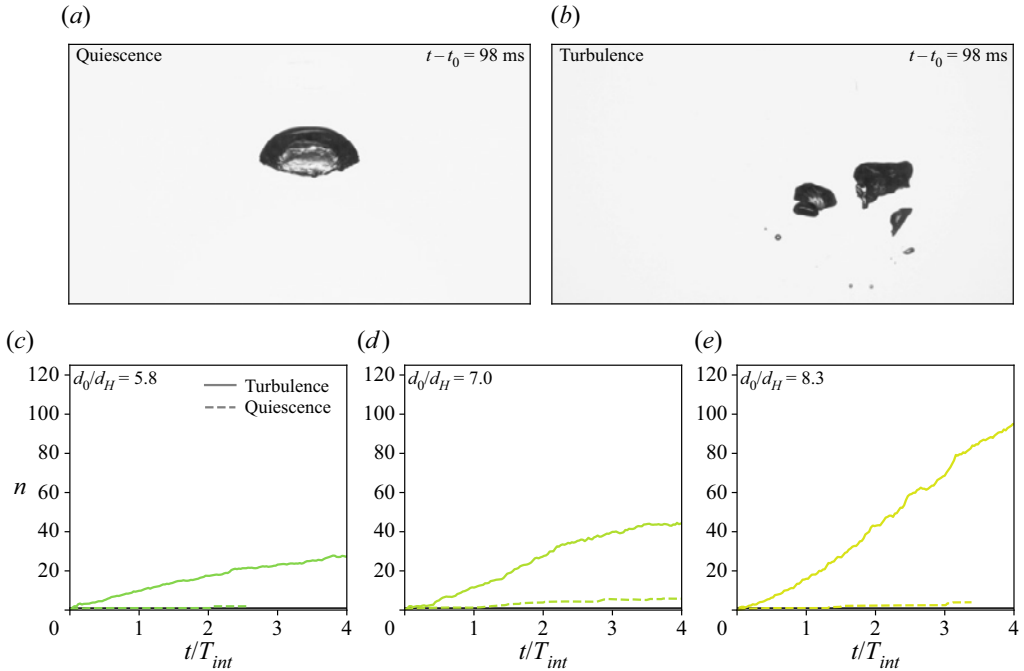 (a)
(b)
Quiescence
t – t0 = 98 ms
Turbulence
t – t0 = 98 ms
(c)
(d)
(e)
d0/dH = 5.8
Turbulence
Quiescence
d0/dH = 7.0
d0/dH = 8.3
n
120
100
80
60
40
20
0
1
2
3
4
t/Tint
120
100
80
60
40
20
0
1
2
3
4
t/Tint
120
100
80
60
40
20
0
1
2
3
4
t/Tint